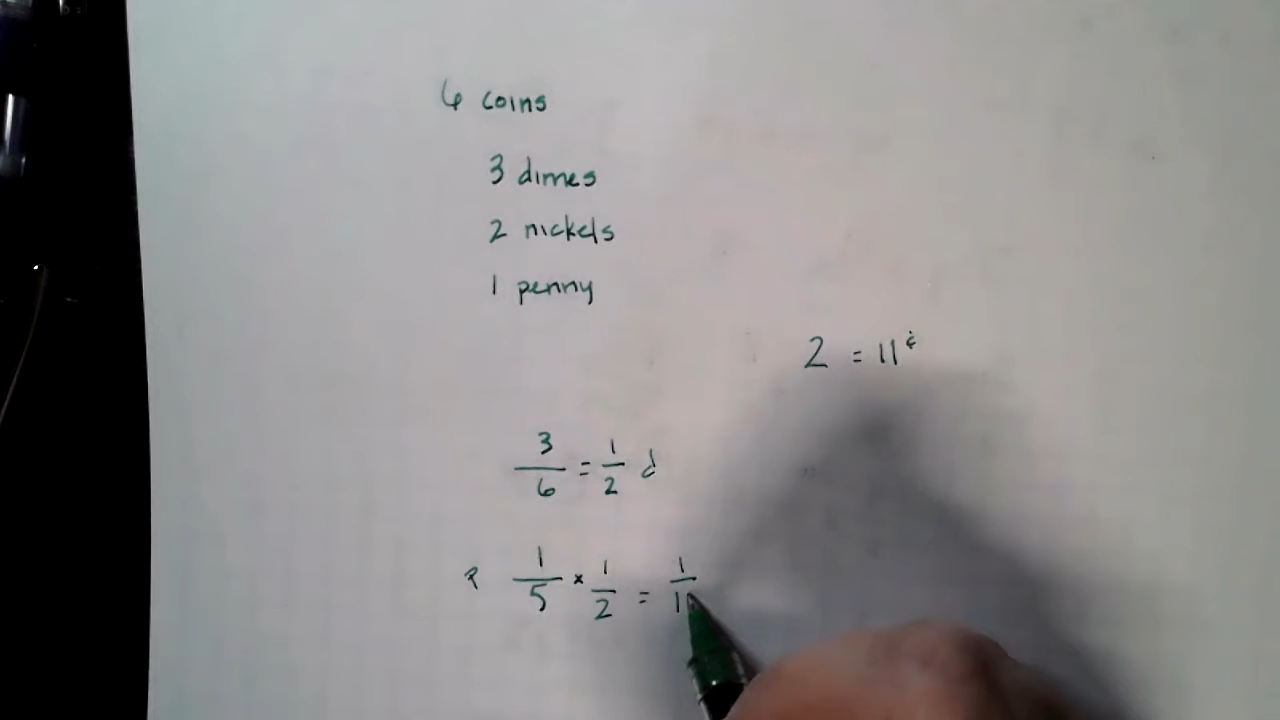 6 coins
3 dimes
2 nickels
1 penny
2 = 11¢
3/6 = 1/2 d
P 1/5 × 1/2 = 1/1